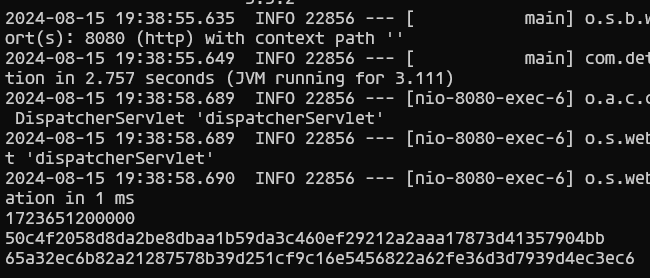 2024-08-15 19:38:55.635  INFO 22856 --- [           main] o.s.b.w
ort(s): 8080 (http) with context path ''
2024-08-15 19:38:55.649  INFO 22856 --- [           main] com.det
tion in 2.757 seconds (JVM running for 3.111)
2024-08-15 19:38:58.689  INFO 22856 --- [nio-8080-exec-6] o.a.c.c
 DispatcherServlet 'dispatcherServlet'
2024-08-15 19:38:58.689  INFO 22856 --- [nio-8080-exec-6] o.s.web
t 'dispatcherServlet'
2024-08-15 19:38:58.690  INFO 22856 --- [nio-8080-exec-6] o.s.web
ation in 1 ms
1723651200000
50c4f2058d8da2be8dbaa1b59da3c460ef29212a2aaa17873d41357904bb
65a32ec6b82a21287578b39d251cf9c16e5456822a62fe36d3d7939d4ec3ec6